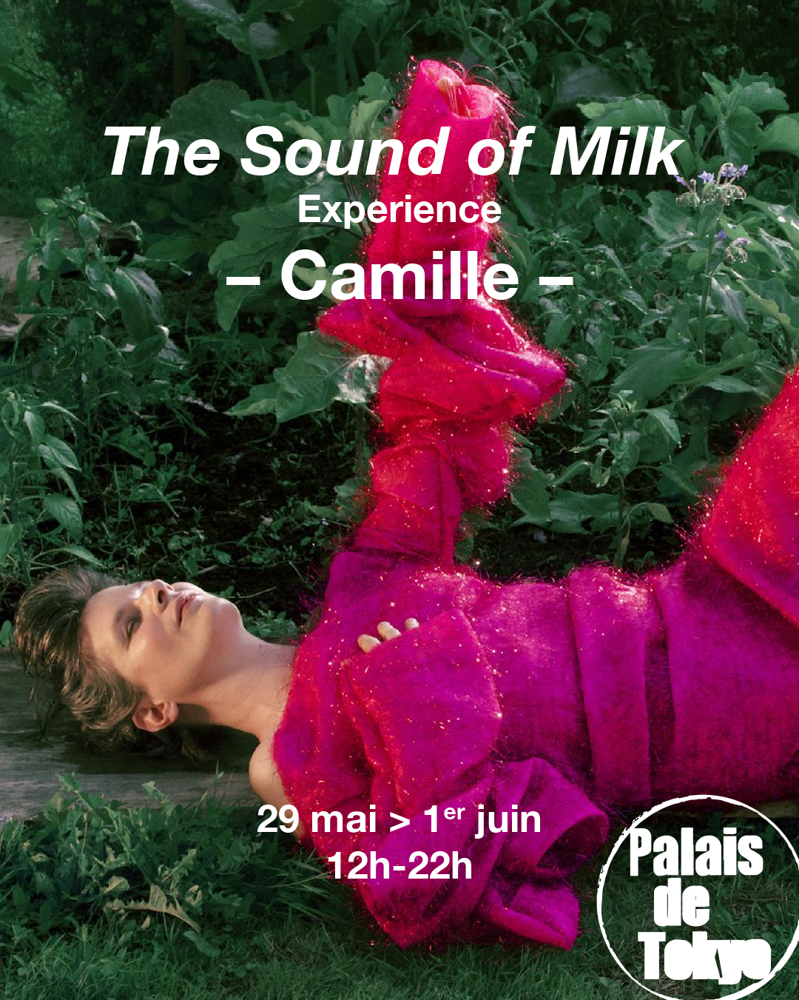 The Sound of Milk
Experience
– Camille –
29 mai > 1er juin
12h-22h
Palais
de
Tokyo